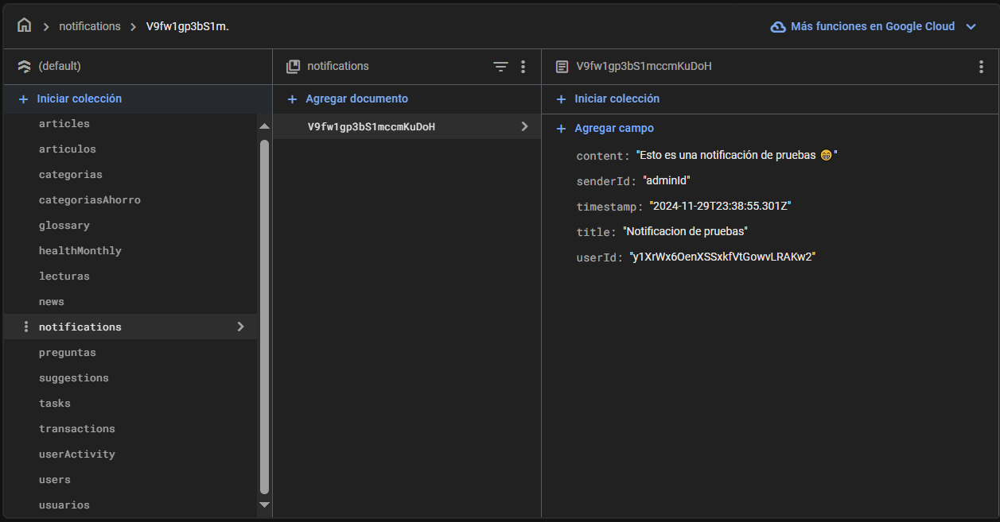 notifications > V9fw1gp3bS1m.
Más funciones en Google Cloud
(default)
notifications
V9fw1gp3bS1mccmKuDoH
+ Iniciar colección
+ Agregar documento
+ Iniciar colección
articles
articulos
categorias
categoriasAhorro
glossary
healthMonthly
lecturas
news
notifications
preguntas
suggestions
tasks
transactions
userActivity
users
usuarios
V9fw1gp3bS1mccmKuDoH
+ Agregar campo
content: "Esto es una notificación de pruebas 😁"
senderId: "adminId"
timestamp: "2024-11-29T23:38:55.301Z"
title: "Notificacion de pruebas"
userId: "y1XrWx6OenXSSxkfVtGowvLRAKw2"